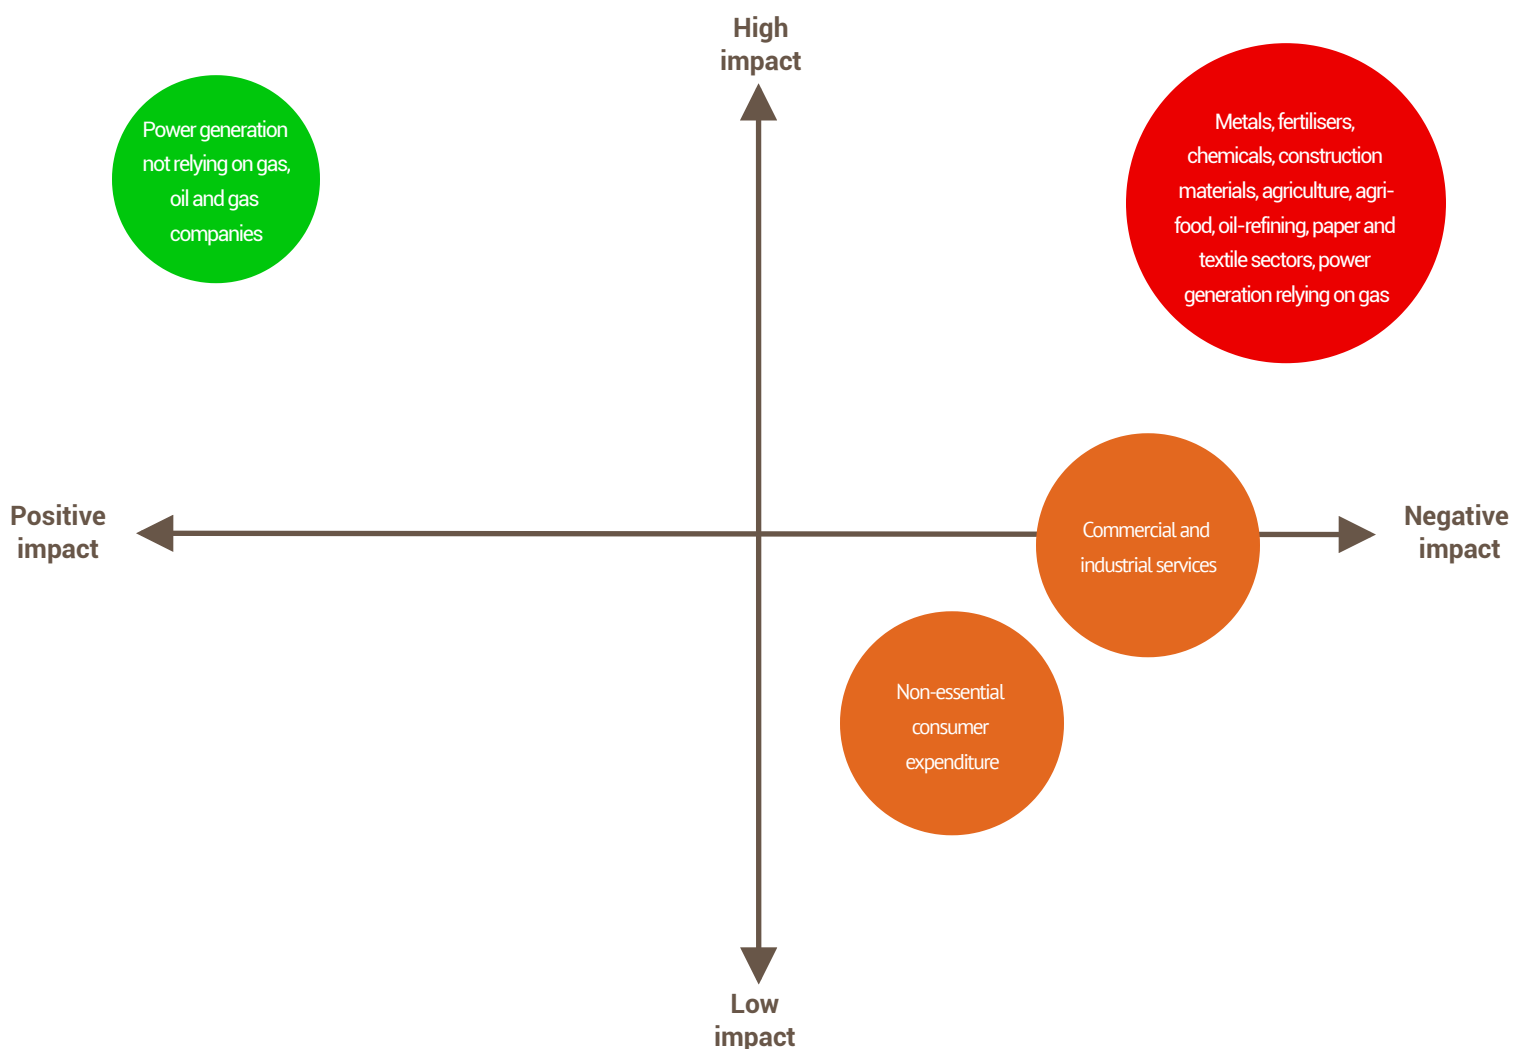 High
impact
Power generation
not relying on gas,
oil and gas
companies
Metals, fertilisers,
chemicals, construction
materials, agriculture, agri-
food, oil-refining, paper and
textile sectors, power
generation relying on gas
Positive
impact
Commercial and
industrial services
Negative
impact
Non-essential
consumer
expenditure
Low
impact